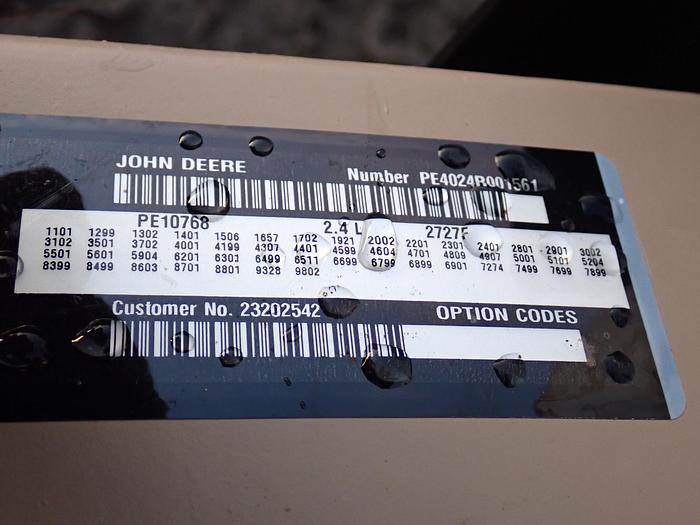 JOHN DEERE Number PE4024R001561
PE10768 2.4 L 2727F
1101 1299 1302 1401 1506 1657 1702 1921 2002 2201 2301 2401 2801 2901 3002
3102 3501 3702 4001 4199 4307 4401 4599 4604 4701 4809 4907 5001 5101 5204
5501 5601 5904 6201 6301 6499 6511 6699 6799 6899 6901 7274 7499 7699 7899
8399 8499 8603 8701 8801 9328 9802
Customer No. 23202542 OPTION CODES